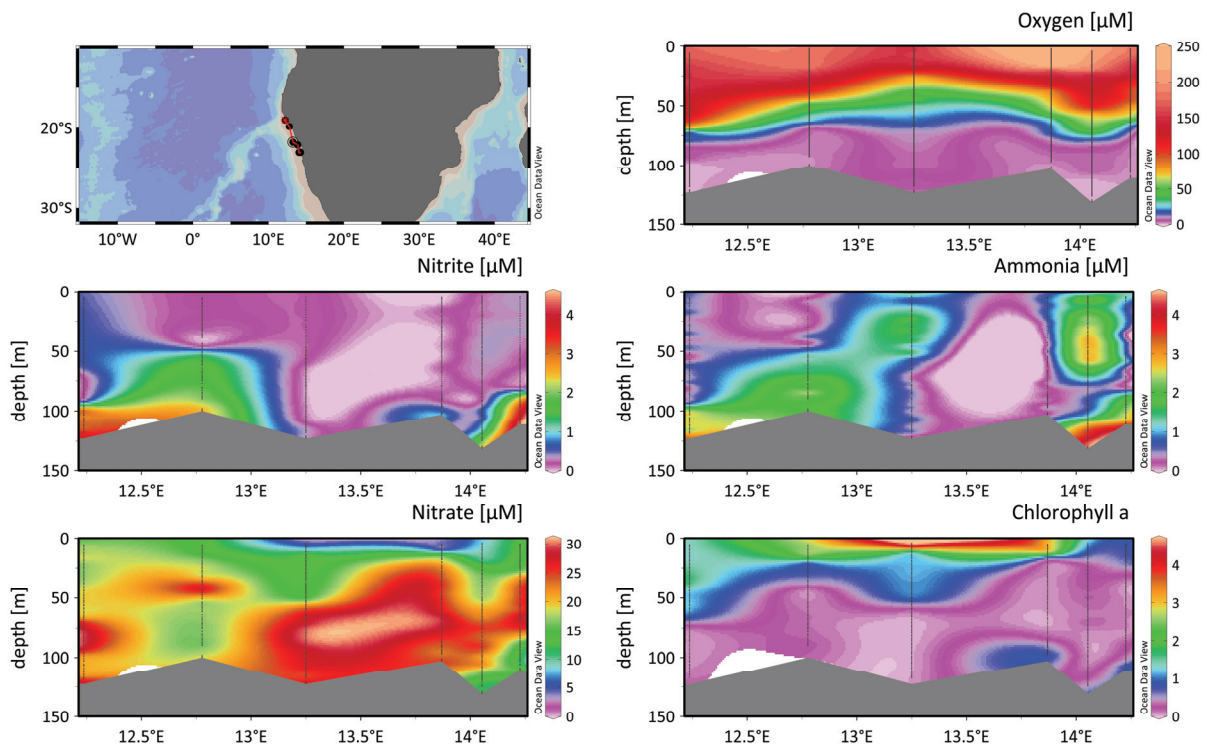 20°S
30°S
10°W 0° 10°E 20°E 30°E 40°E
Ocean DataView
Oxygen [µM]
0
50
100
150
cepth [m]
12.5°E 13°E 13.5°E 14°E
250
200
150
100
50
0
Ocean Data View
Nitrite [µM]
0
50
100
150
depth [m]
12.5°E 13°E 13.5°E 14°E
4
3
2
1
0
Ocean Data View
Ammonia [µM]
0
50
100
150
depth [m]
12.5°E 13°E 13.5°E 14°E
4
3
2
1
0
Ocean Data View
Nitrate [µM]
0
50
100
150
depth [m]
12.5°E 13°E 13.5°E 14°E
30
25
20
15
10
5
0
Ocean Data View
Chlorophyll a
0
50
100
150
depth [m]
12.5°E 13°E 13.5°E 14°E
4
3
2
1
0
Ocean Data View